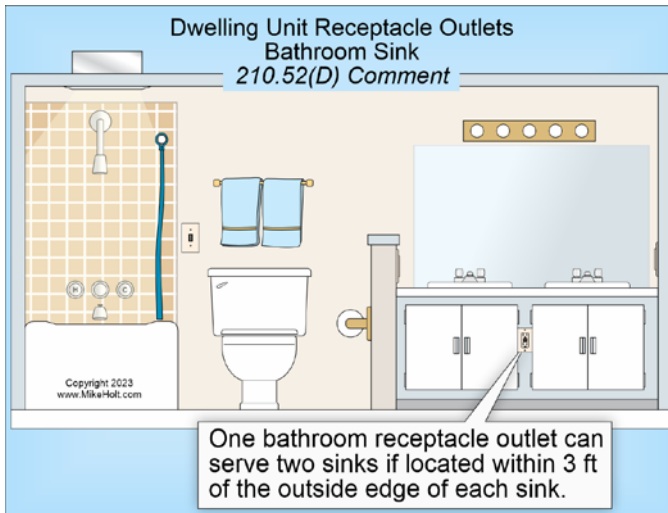 Dwelling Unit Receptacle Outlets
Bathroom Sink
210.52(D) Comment
H
C
Copyright 2023
www.MikeHolt.com
One bathroom receptacle outlet can
serve two sinks if located within 3 ft
of the outside edge of each sink.